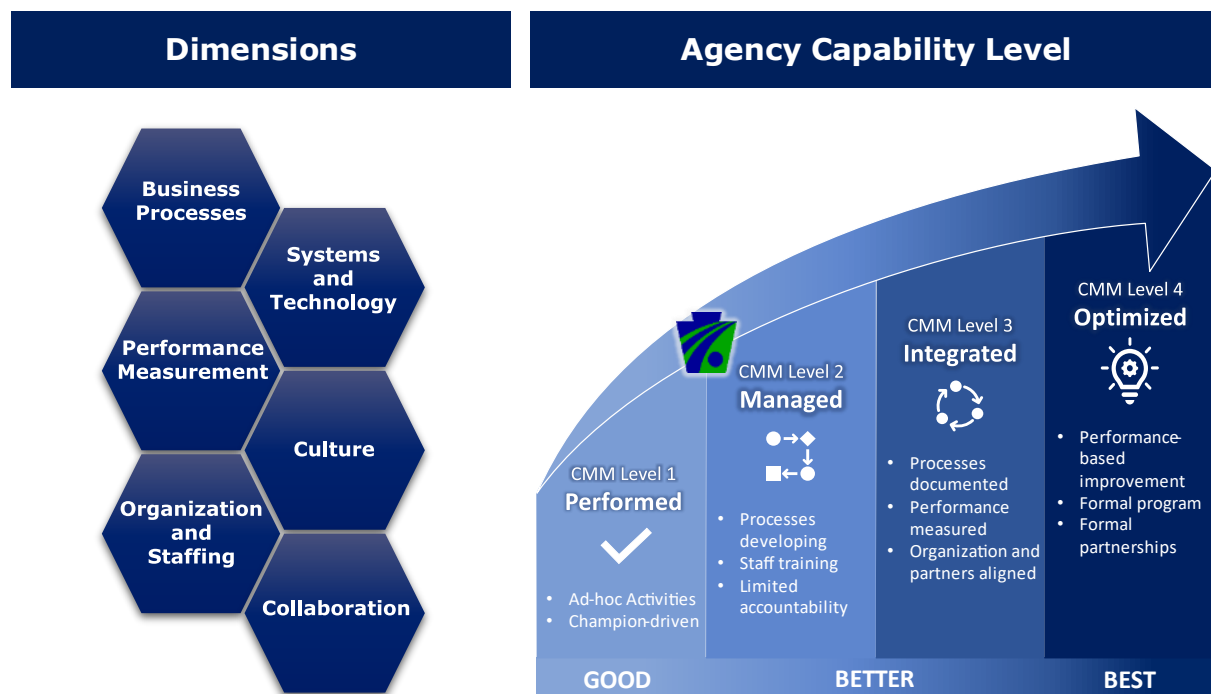 Dimensions
Business
Processes
Systems
and
Technology
Performance
Measurement
Culture
Organization
and
Staffing
Collaboration
Agency Capability Level
CMM Level 1
Performed
• Ad-hoc Activities
• Champion-driven
CMM Level 2
Managed
• Processes
developing
• Staff training
• Limited
accountability
CMM Level 3
Integrated
• Processes
documented
• Performance
measured
• Organization and
partners aligned
CMM Level 4
Optimized
• Performance-
based
improvement
• Formal program
• Formal
partnerships
GOOD
BETTER
BEST